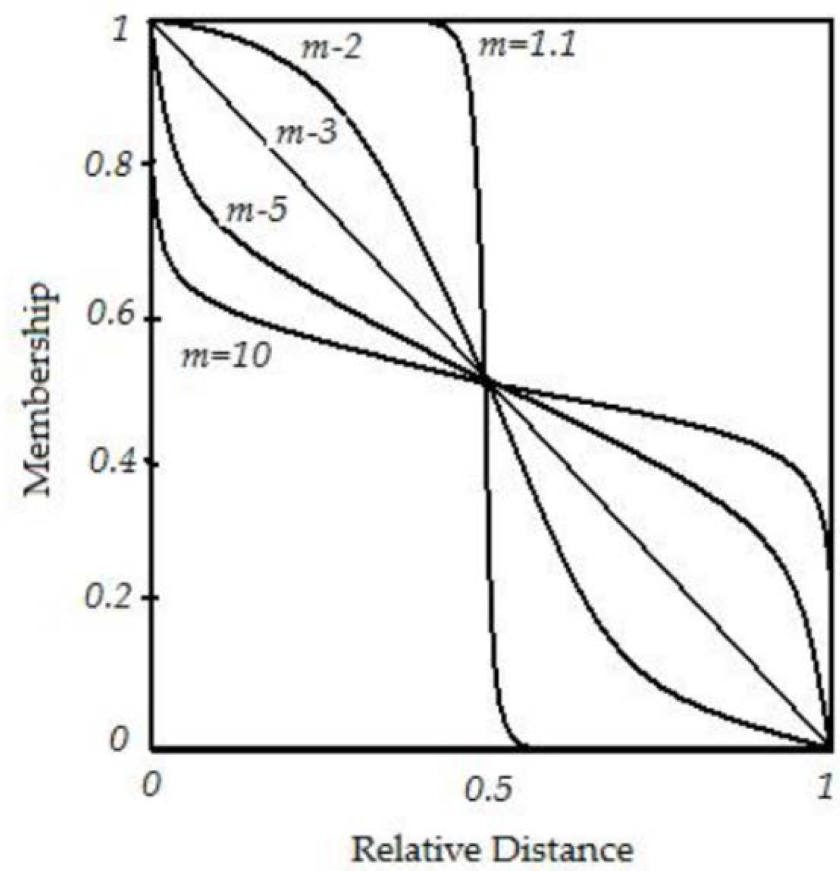 1
m-2
m=1.1
m-3
0.8
m-5
0.6
m=10
Membership
0.4
0.2
0
0
0.5
1
Relative Distance